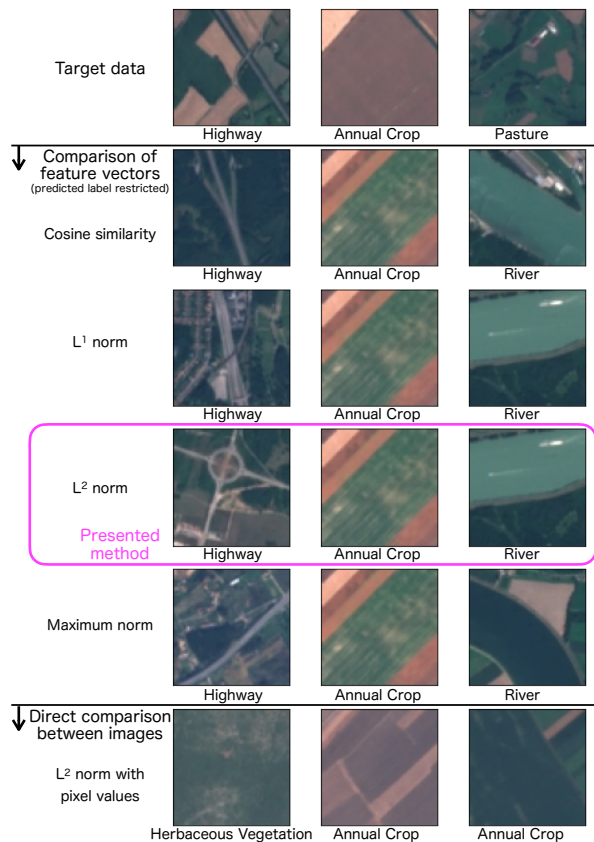 Target data
Highway
Annual Crop
Pasture
Comparison of
feature vectors
(predicted label restricted)
Cosine similarity
Highway
Annual Crop
River
L1 norm
Highway
Annual Crop
River
L2 norm
Presented
method
Highway
Annual Crop
River
Maximum norm
Highway
Annual Crop
River
Direct comparison
between images
L2 norm with
pixel values
Herbaceous Vegetation
Annual Crop
Annual Crop